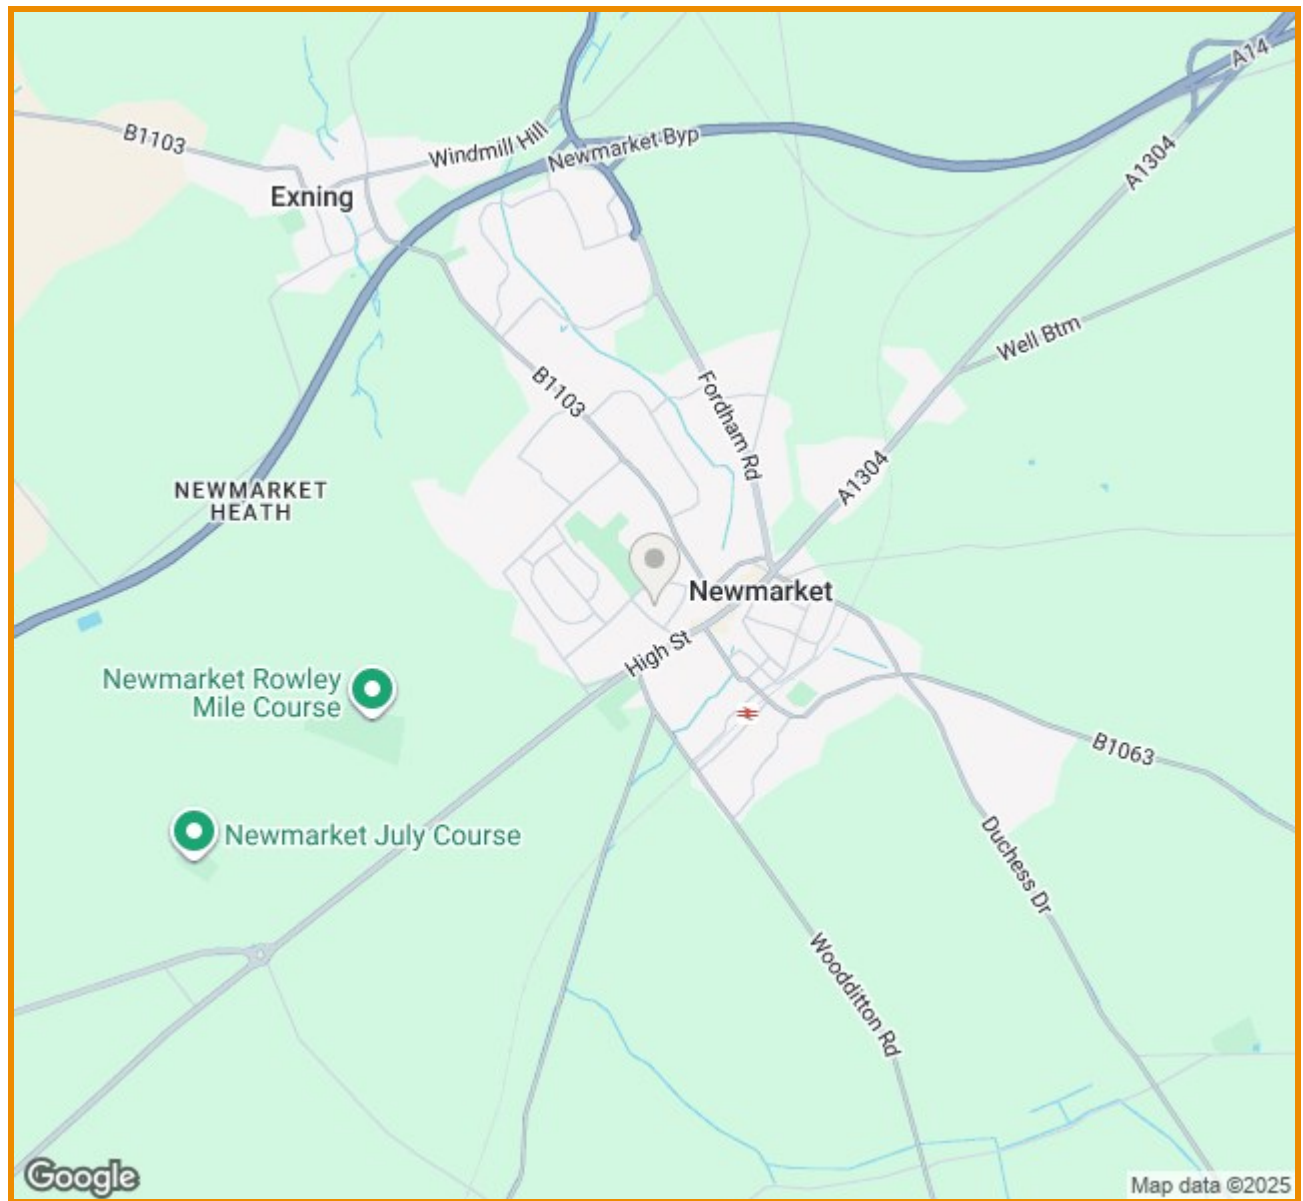 A14
B1103
Windmill Hill
Newmarket Byp
A1304
Exning
Well Btm
B1103
Fordham Rd
A1304
NEWMARKET
HEATH
Newmarket
High St
Newmarket Rowley
Mile Course
B1063
Newmarket July Course
Duchess Dr
Woodditton Rd
Google
Map data ©2025